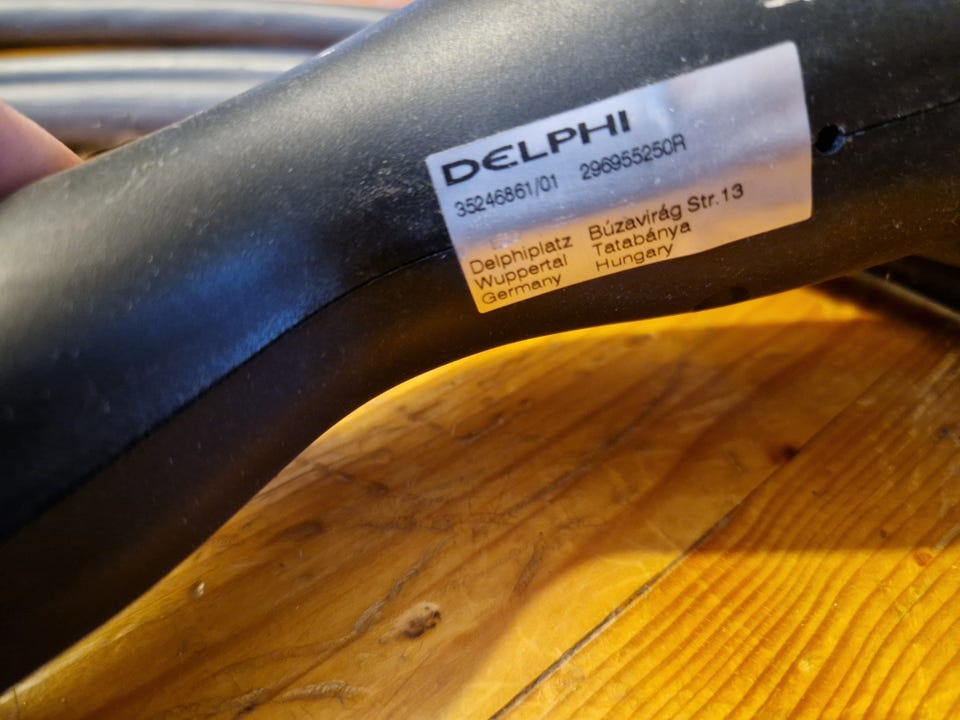 DELPHI
35246861/01 296955250R
Delphiplatz Búzavirág Str.13
Wuppertal Tatabánya
Germany Hungary